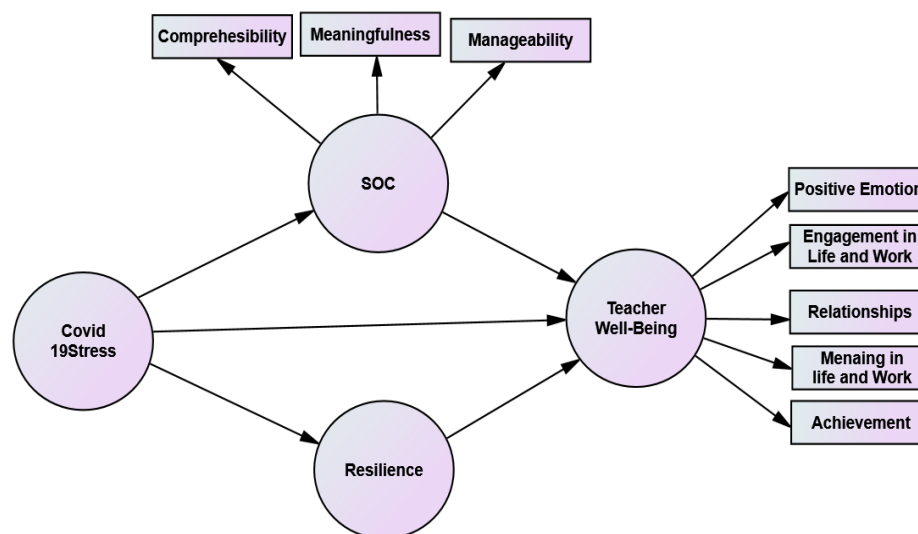 Comprehesibility
Meaningfulness
Manageability
SOC
Positive Emotion
Engagement in
Life and Work
Teacher
Well-Being
Relationships
Covid
19Stress
Menaing in
life and Work
Achievement
Resilience